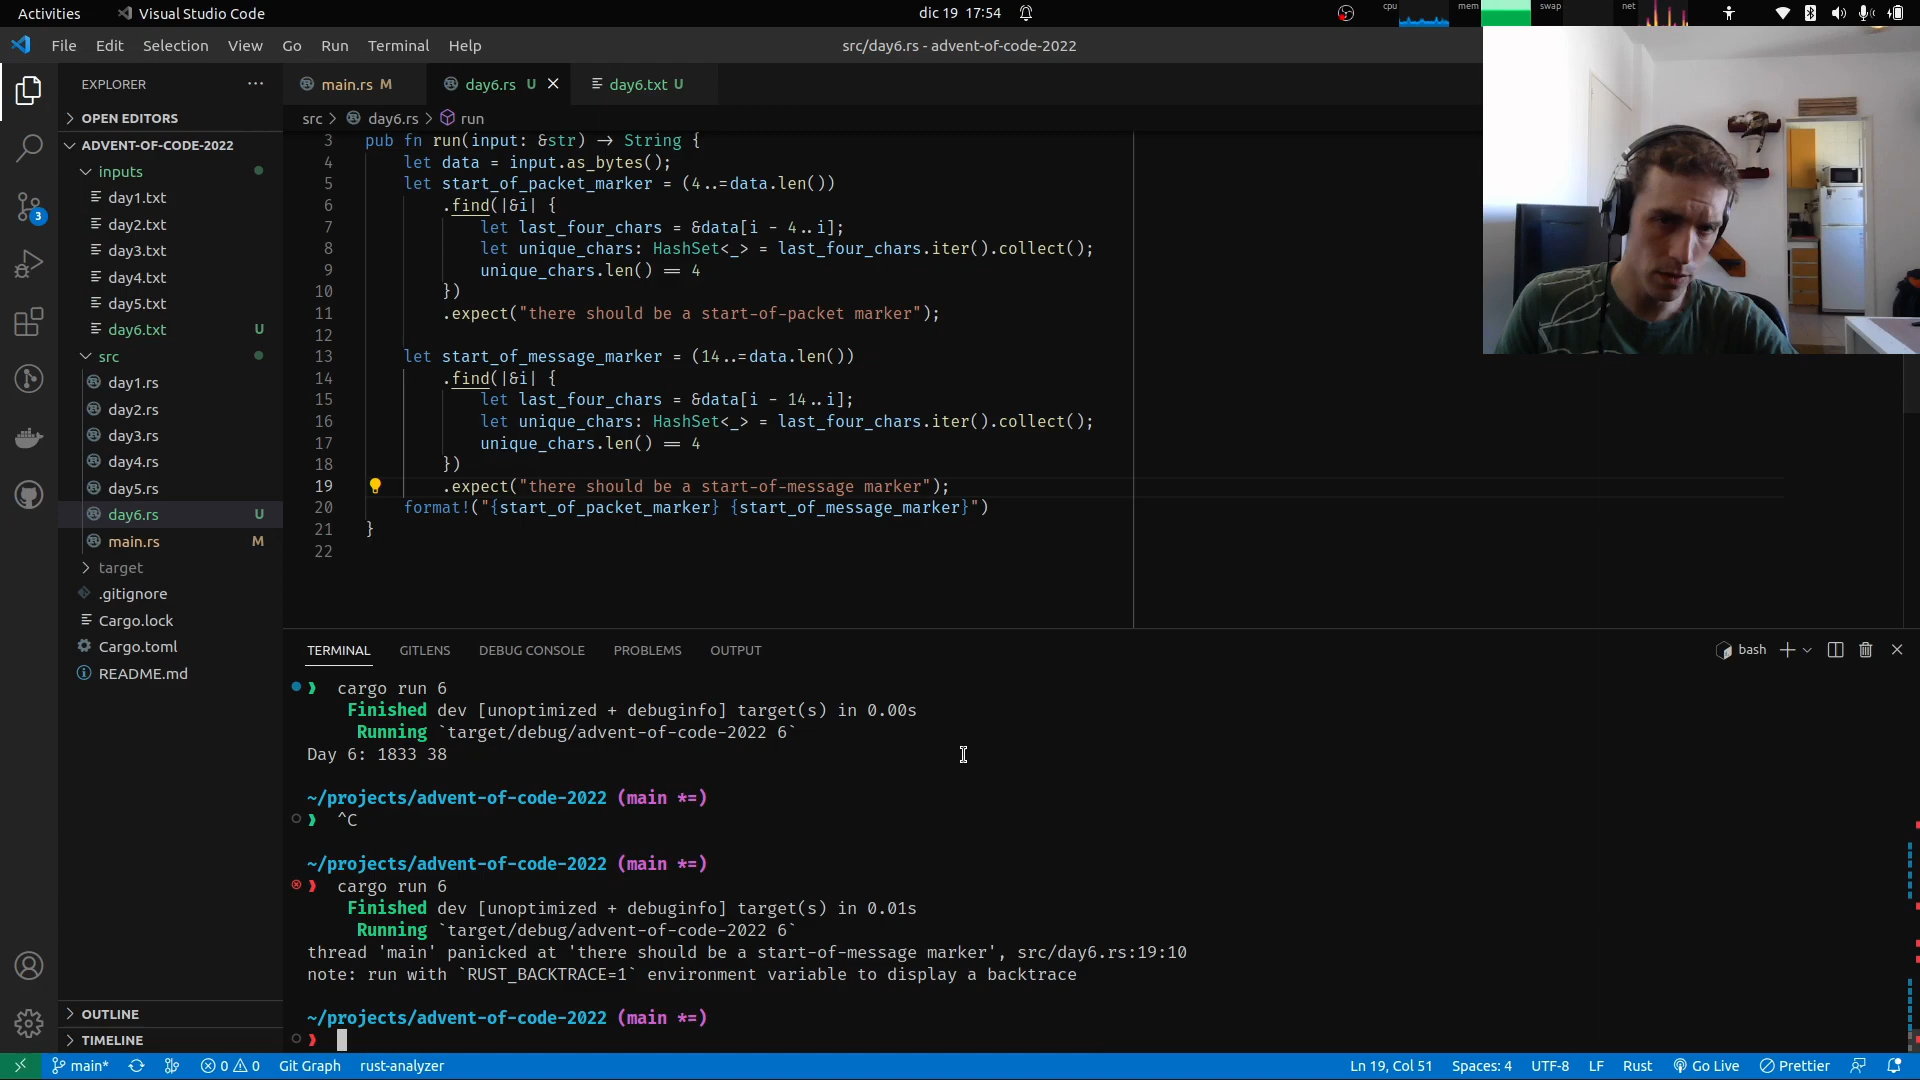 Activities
Visual Studio Code
dic 19 17:54
cpu
mem
swap
net
File Edit Selection View Go Run Terminal Help
src/day6.rs - advent-of-code-2022
EXPLORER
OPEN EDITORS
ADVENT-OF-CODE-2022
inputs
day1.txt
day2.txt
day3.txt
day4.txt
day5.txt
day6.txt U
src
day1.rs
day2.rs
day3.rs
day4.rs
day5.rs
day6.rs U
main.rs M
target
.gitignore
Cargo.lock
Cargo.toml
README.md
OUTLINE
TIMELINE
3
main.rs M
day6.rs U
day6.txt U
src > day6.rs > run
3 pub fn run(input: &str) -> String {
4 let data = input.as_bytes();
5 let start_of_packet_marker = (4..=data.len())
6 .find(|&i| {
7 let last_four_chars = &data[i - 4..i];
8 let unique_chars: HashSet<_> = last_four_chars.iter().collect();
9 unique_chars.len() == 4
10 })
11 .expect("there should be a start-of-packet marker");
12
13 let start_of_message_marker = (14..=data.len())
14 .find(|&i| {
15 let last_four_chars = &data[i - 14..i];
16 let unique_chars: HashSet<_> = last_four_chars.iter().collect();
17 unique_chars.len() == 4
18 })
19 .expect("there should be a start-of-message marker");
20 format!("{start_of_packet_marker} {start_of_message_marker}")
21 }
22
TERMINAL GITLENS DEBUG CONSOLE PROBLEMS OUTPUT
bash
❱ cargo run 6
Finished dev [unoptimized + debuginfo] target(s) in 0.00s
Running `target/debug/advent-of-code-2022 6`
Day 6: 1833 38
~/projects/advent-of-code-2022 (main *=)
❱ ^C
~/projects/advent-of-code-2022 (main *=)
❱ cargo run 6
Finished dev [unoptimized + debuginfo] target(s) in 0.01s
Running `target/debug/advent-of-code-2022 6`
thread 'main' panicked at 'there should be a start-of-message marker', src/day6.rs:19:10
note: run with `RUST_BACKTRACE=1` environment variable to display a backtrace
~/projects/advent-of-code-2022 (main *=)
❱
main* 0 0 Git Graph rust-analyzer
Ln 19, Col 51 Spaces: 4 UTF-8 LF Rust Go Live Prettier